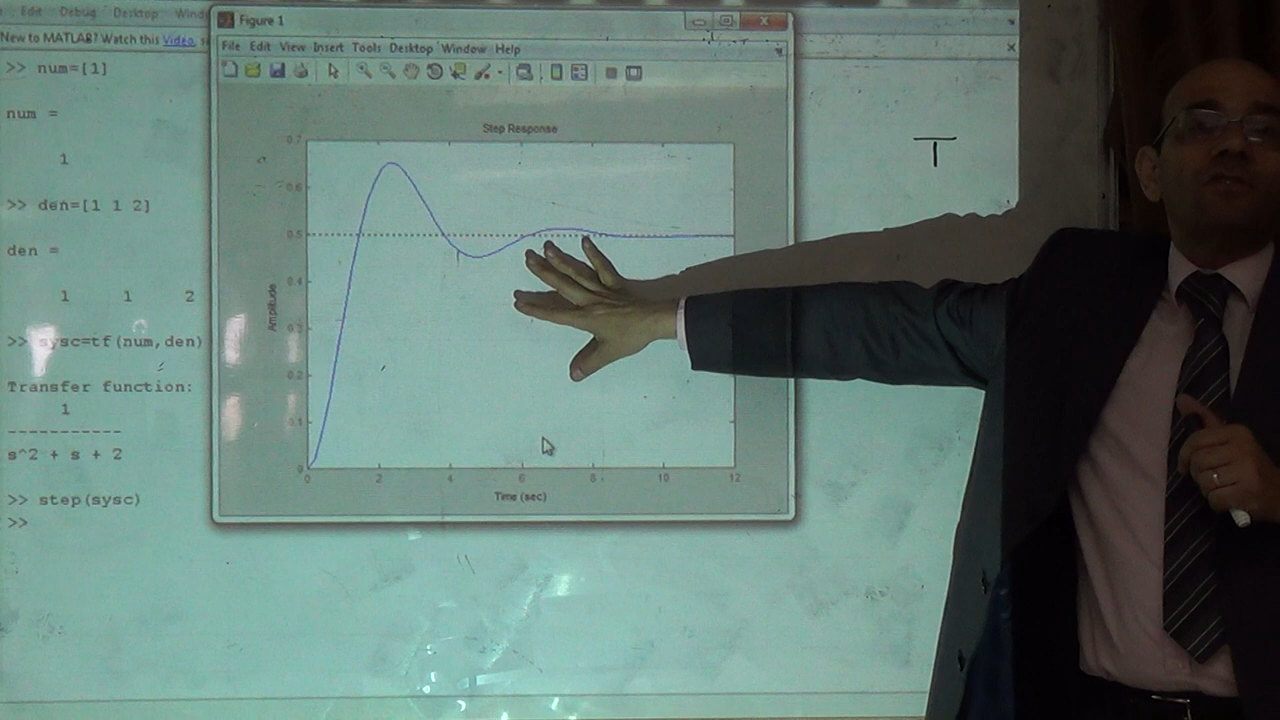 Edit Debug Desktop Wind
New to MATLAB? Watch this Video, s
>> num=[1]
num =
1
>> den=[1 1 2]
den =
1 1 2
>> sysc=tf(num,den)
Transfer function:
1
-----------
s^2 + s + 2
>> step(sysc)
>>
Figure 1
File Edit View Insert Tools Desktop Window Help
Step Response
0.7
0.6
0.5
0.4
0.3
0.2
0.1
0
Amplitude
0 2 4 6 8 10 12
Time (sec)
T